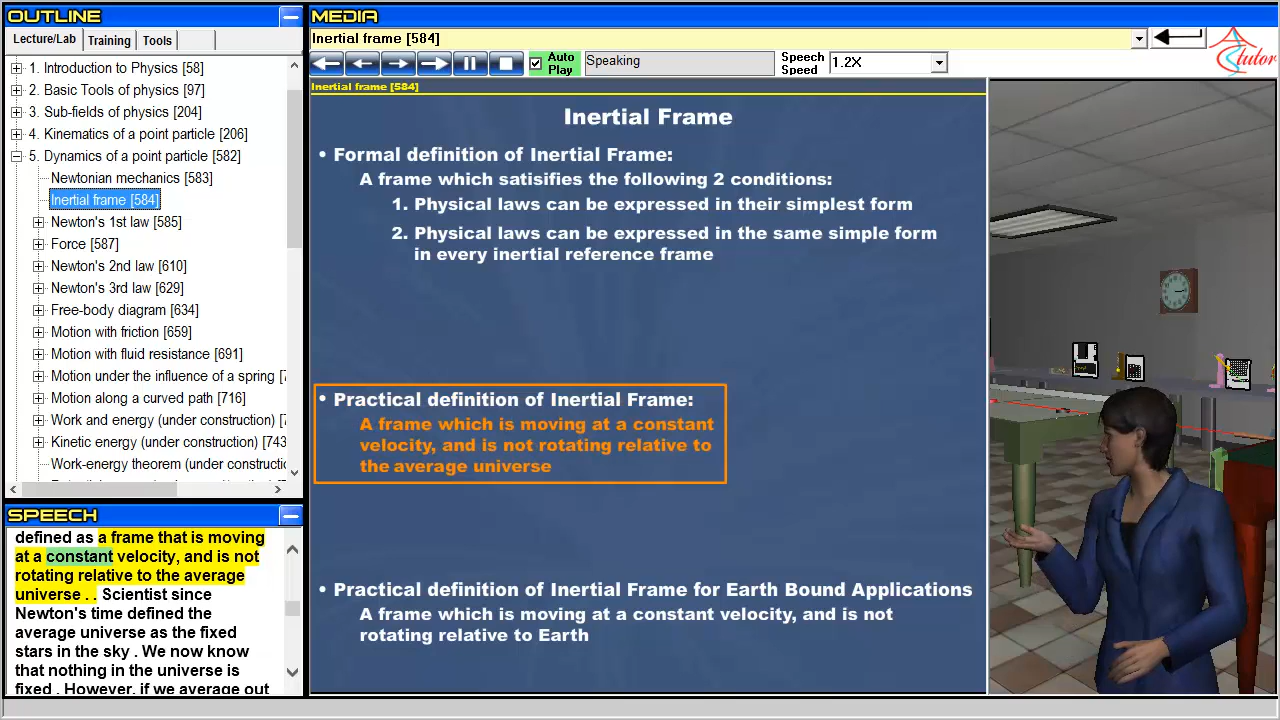 OUTLINE
Lecture/Lab Training Tools
1. Introduction to Physics [58]
2. Basic Tools of physics [97]
3. Sub-fields of physics [204]
4. Kinematics of a point particle [206]
5. Dynamics of a point particle [582]
Newtonian mechanics [583]
Inertial frame [584]
Newton's 1st law [585]
Force [587]
Newton's 2nd law [610]
Newton's 3rd law [629]
Free-body diagram [634]
Motion with friction [659]
Motion with fluid resistance [691]
Motion under the influence of a spring [
Motion along a curved path [716]
Work and energy (under construction) [
Kinetic energy (under construction) [743
Work-energy theorem (under constructi
SPEECH
defined as a frame that is moving
at a constant velocity, and is not
rotating relative to the average
universe . . Scientist since
Newton's time defined the
average universe as the fixed
stars in the sky . We now know
that nothing in the universe is
fixed . However, if we average out
MEDIA
Inertial frame [584]
Auto
Play
Speaking
Speech
Speed
1.2X
tutor
Inertial frame [584]
Inertial Frame
• Formal definition of Inertial Frame:
A frame which satisifies the following 2 conditions:
1. Physical laws can be expressed in their simplest form
2. Physical laws can be expressed in the same simple form
in every inertial reference frame
• Practical definition of Inertial Frame:
A frame which is moving at a constant
velocity, and is not rotating relative to
the average universe
• Practical definition of Inertial Frame for Earth Bound Applications
A frame which is moving at a constant velocity, and is not
rotating relative to Earth